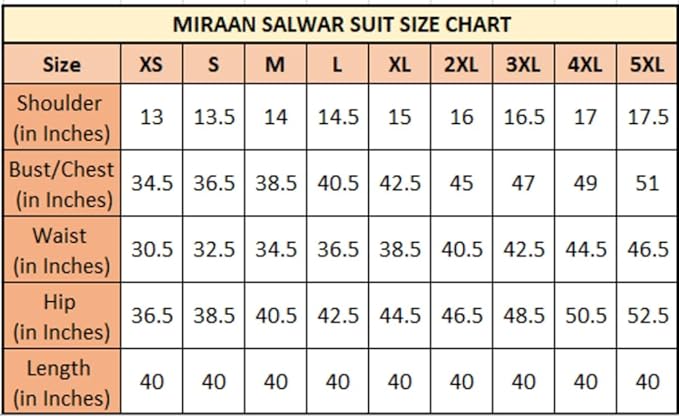 MIRAAN SALWAR SUIT SIZE CHART
Size XS S M L XL 2XL 3XL 4XL 5XL
Shoulder
(in Inches) 13 13.5 14 14.5 15 16 16.5 17 17.5
Bust/Chest
(in Inches) 34.5 36.5 38.5 40.5 42.5 45 47 49 51
Waist
(in Inches) 30.5 32.5 34.5 36.5 38.5 40.5 42.5 44.5 46.5
Hip
(in Inches) 36.5 38.5 40.5 42.5 44.5 46.5 48.5 50.5 52.5
Length
(in Inches) 40 40 40 40 40 40 40 40 40